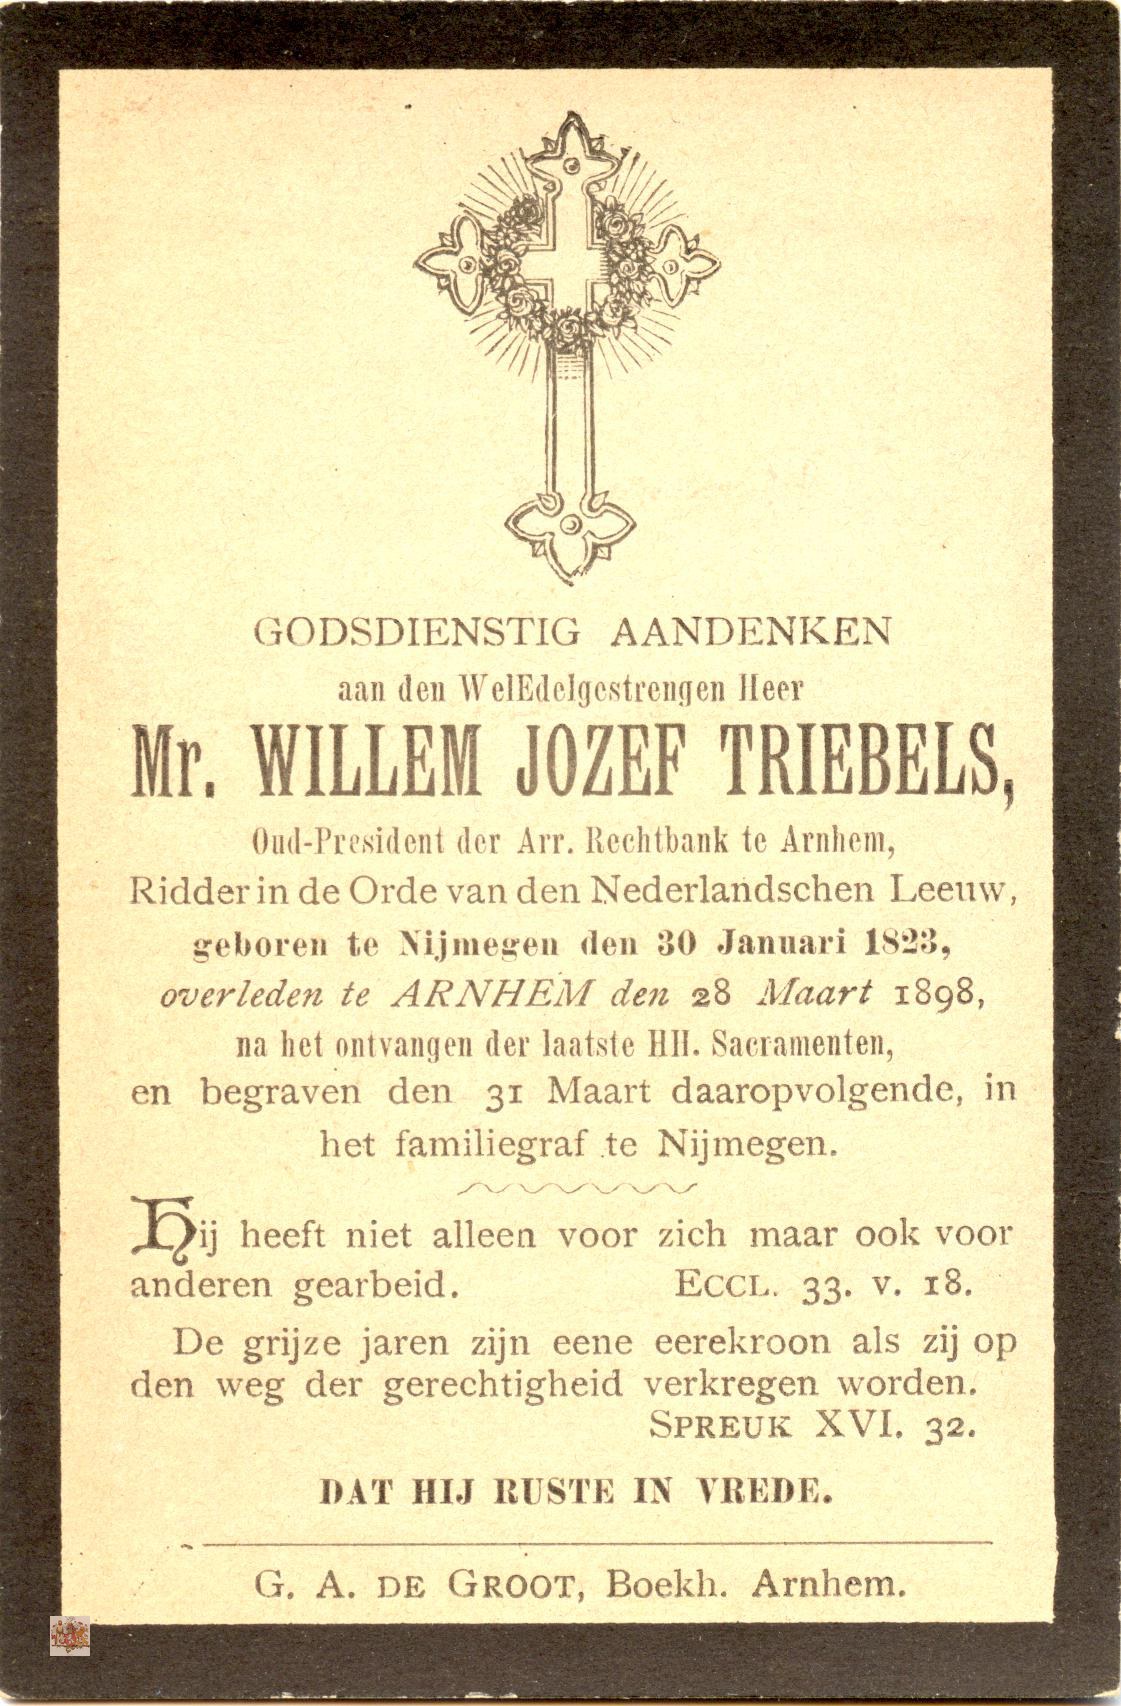 GODSDIENSTIG AANDENKEN
aan den WelEdelgestrengen Heer
Mr. WILLEM JOZEF TRIEBELS,
Oud-President der Arr. Rechtbank te Arnhem,
Ridder in de Orde van den Nederlandschen Leeuw,
geboren te Nijmegen den 30 Januari 1823,
overleden te ARNHEM den 28 Maart 1898,
na het ontvangen der laatste HH. Sacramenten,
en begraven den 31 Maart daaropvolgende, in
het familiegraf te Nijmegen.
Hij heeft niet alleen voor zich maar ook voor
anderen gearbeid. ECCL. 33. v. 18.
De grijze jaren zijn eene eerekroon als zij op
den weg der gerechtigheid verkregen worden.
SPREUK XVI. 32.
DAT HIJ RUSTE IN VREDE.
G. A. DE GROOT, Boekh. Arnhem.